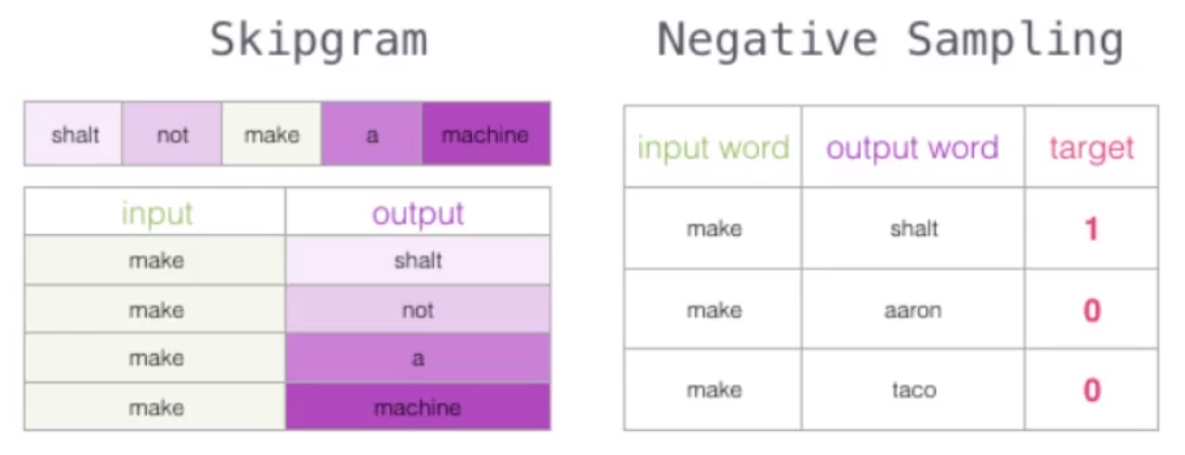 Skipgram
shalt not make a machine
input output
make shalt
make not
make a
make machine
Negative Sampling
input word output word target
make shalt 1
make aaron 0
make taco 0